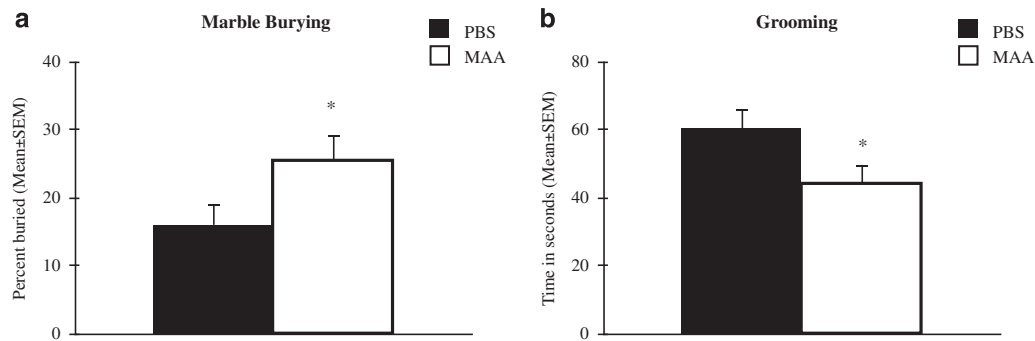 a
Marble Burying
PBS
MAA
40
30
20
10
0
Percent buried (Mean±SEM)
*
b
Grooming
PBS
MAA
80
60
40
20
0
Time in seconds (Mean±SEM)
*